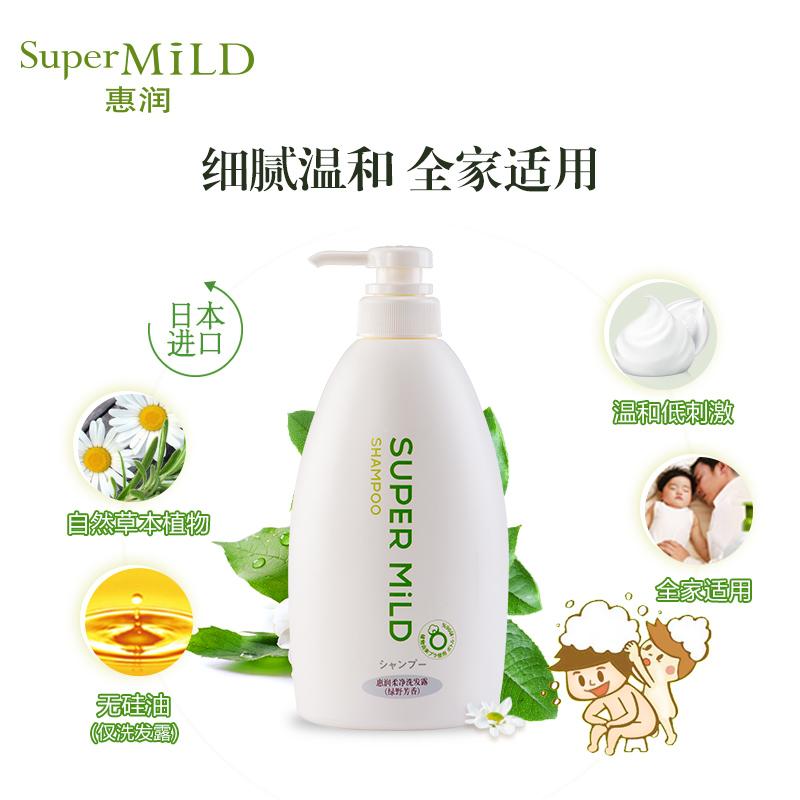 SuperMiLD
惠润
细腻温和 全家适用
日本
进口
温和低刺激
自然草本植物
全家适用
无硅油
(仅洗发露)
SUPER MiLD
SHAMPOO
シャンプー
惠润柔净洗发露
(绿野芳香)